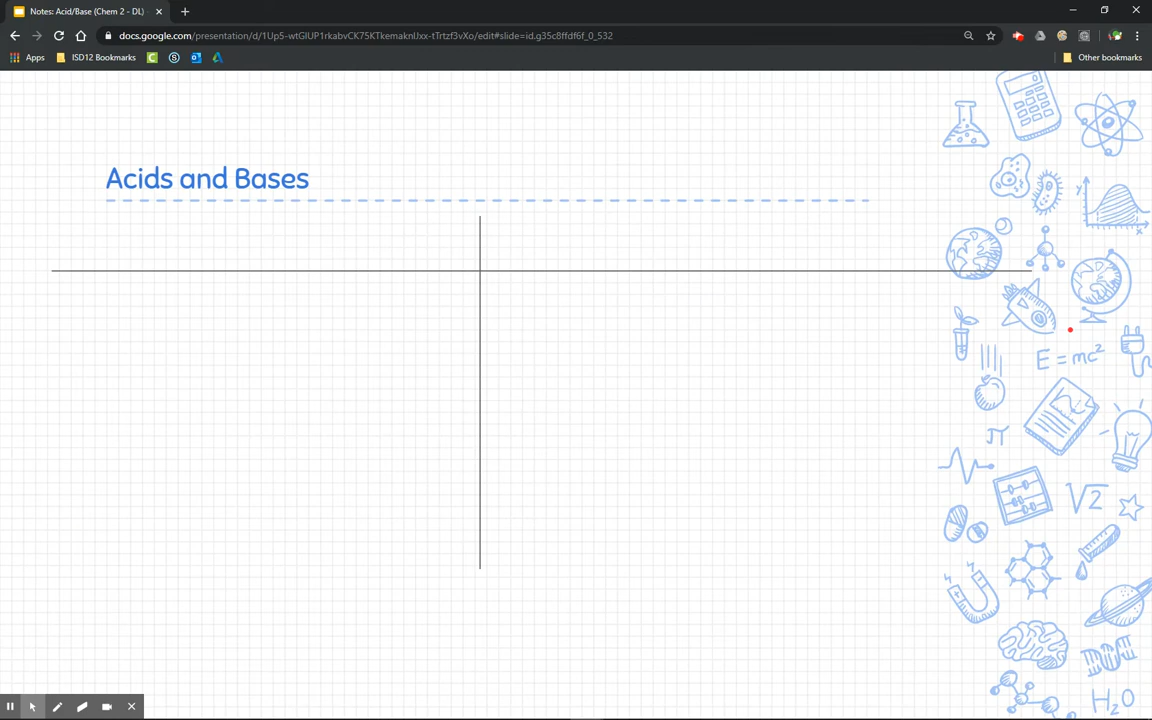 Notes: Acid/Base (Chem 2 - DL) - 
docs.google.com/presentation/d/1Up5-wtGlUP1rkabvCK75KTkemaknUxx-tTrtzf3vXo/edit#slide=id.g35c8ffdf6f_0_532
Apps ISD12 Bookmarks Other bookmarks
Acids and Bases
y
x
E = mc²
π
√2
H₂O